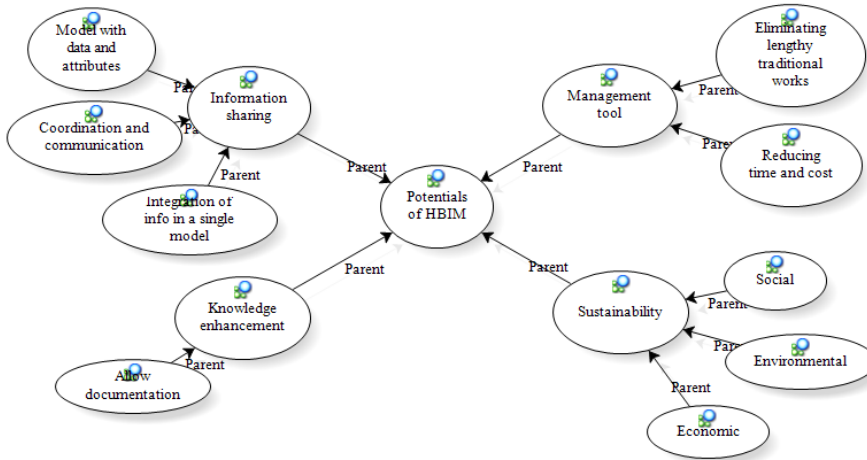 Model with
data and
attributes
Parent
Information
sharing
Coordination and
communication
Parent
Parent
Integration of
info in a single
model
Parent
Eliminating
lengthy
traditional
works
Parent
Management
tool
Parent
Reducing
time and cost
Parent
Potentials
of HBIM
Parent
Knowledge
enhancement
Parent
Allow
documentation
Parent
Sustainability
Social
Parent
Environmental
Parent
Parent
Economic